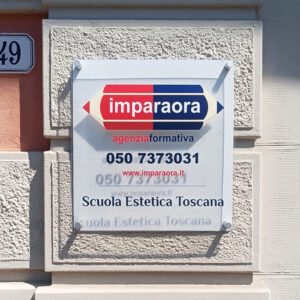 49
imparaora
agenziaformativa
050 7373031
www.imparaora.it
Scuola Estetica Toscana